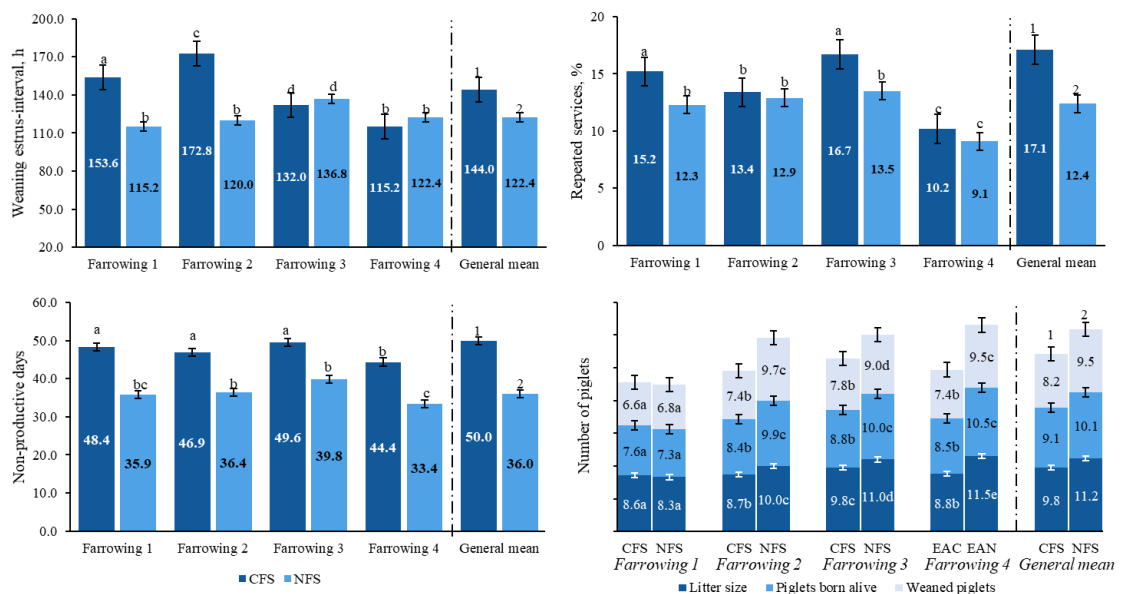 Weaning estrus-interval, h
200.0
170.0
140.0
110.0
80.0
50.0
20.0
a
b
c
b
d
d
b
b
1
2
153.6
115.2
172.8
120.0
132.0
136.8
115.2
122.4
144.0
122.4
Farrowing 1
Farrowing 2
Farrowing 3
Farrowing 4
General mean
Repeated services, %
20
15
10
5
0
a
b
b
b
a
b
c
c
1
2
15.2
12.3
13.4
12.9
16.7
13.5
10.2
9.1
17.1
12.4
Farrowing 1
Farrowing 2
Farrowing 3
Farrowing 4
General mean
Non-productive days
60.0
50.0
40.0
30.0
20.0
10.0
0.0
a
bc
a
b
a
b
b
c
1
2
48.4
35.9
46.9
36.4
49.6
39.8
44.4
33.4
50.0
36.0
Farrowing 1
Farrowing 2
Farrowing 3
Farrowing 4
General mean
CFS
NFS
Number of piglets
1
2
6.6a
6.8a
7.4b
9.7c
7.8b
9.0d
7.4b
9.5c
8.2
9.5
7.6a
7.3a
8.4b
9.9c
8.8b
10.0c
8.5b
10.5c
9.1
10.1
8.6a
8.3a
8.7b
10.0c
9.8c
11.0d
8.8b
11.5e
9.8
11.2
CFS NFS
CFS NFS
CFS NFS
EAC EAN
CFS NFS
Farrowing 1
Farrowing 2
Farrowing 3
Farrowing 4
General mean
Litter size
Piglets born alive
Weaned piglets